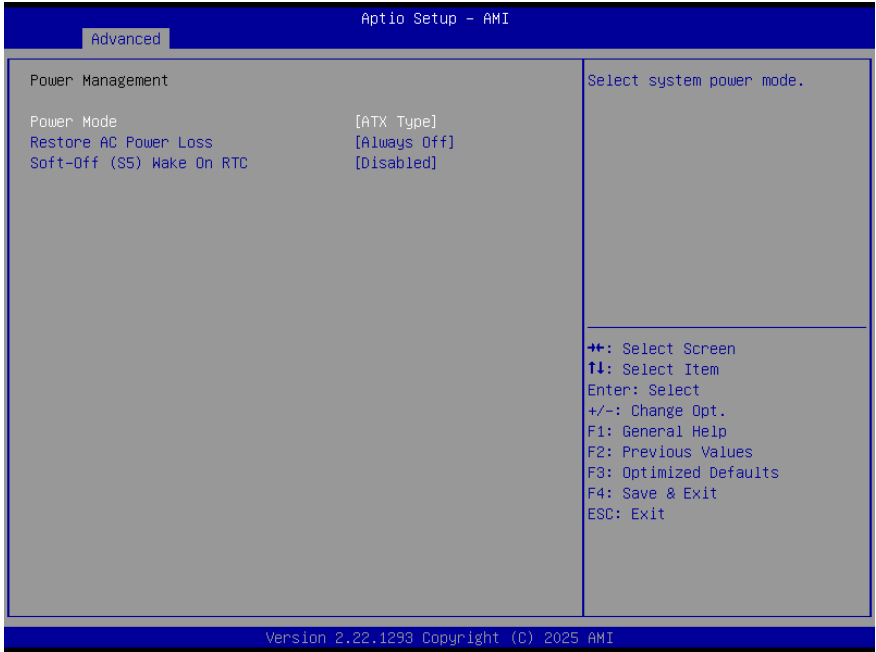 Aptio Setup – AMI
Advanced
Power Management
Power Mode [ATX Type]
Restore AC Power Loss [Always Off]
Soft-Off (S5) Wake On RTC [Disabled]
Select system power mode.
→←: Select Screen
↑↓: Select Item
Enter: Select
+/-: Change Opt.
F1: General Help
F2: Previous Values
F3: Optimized Defaults
F4: Save & Exit
ESC: Exit
Version 2.22.1293 Copyright (C) 2025 AMI